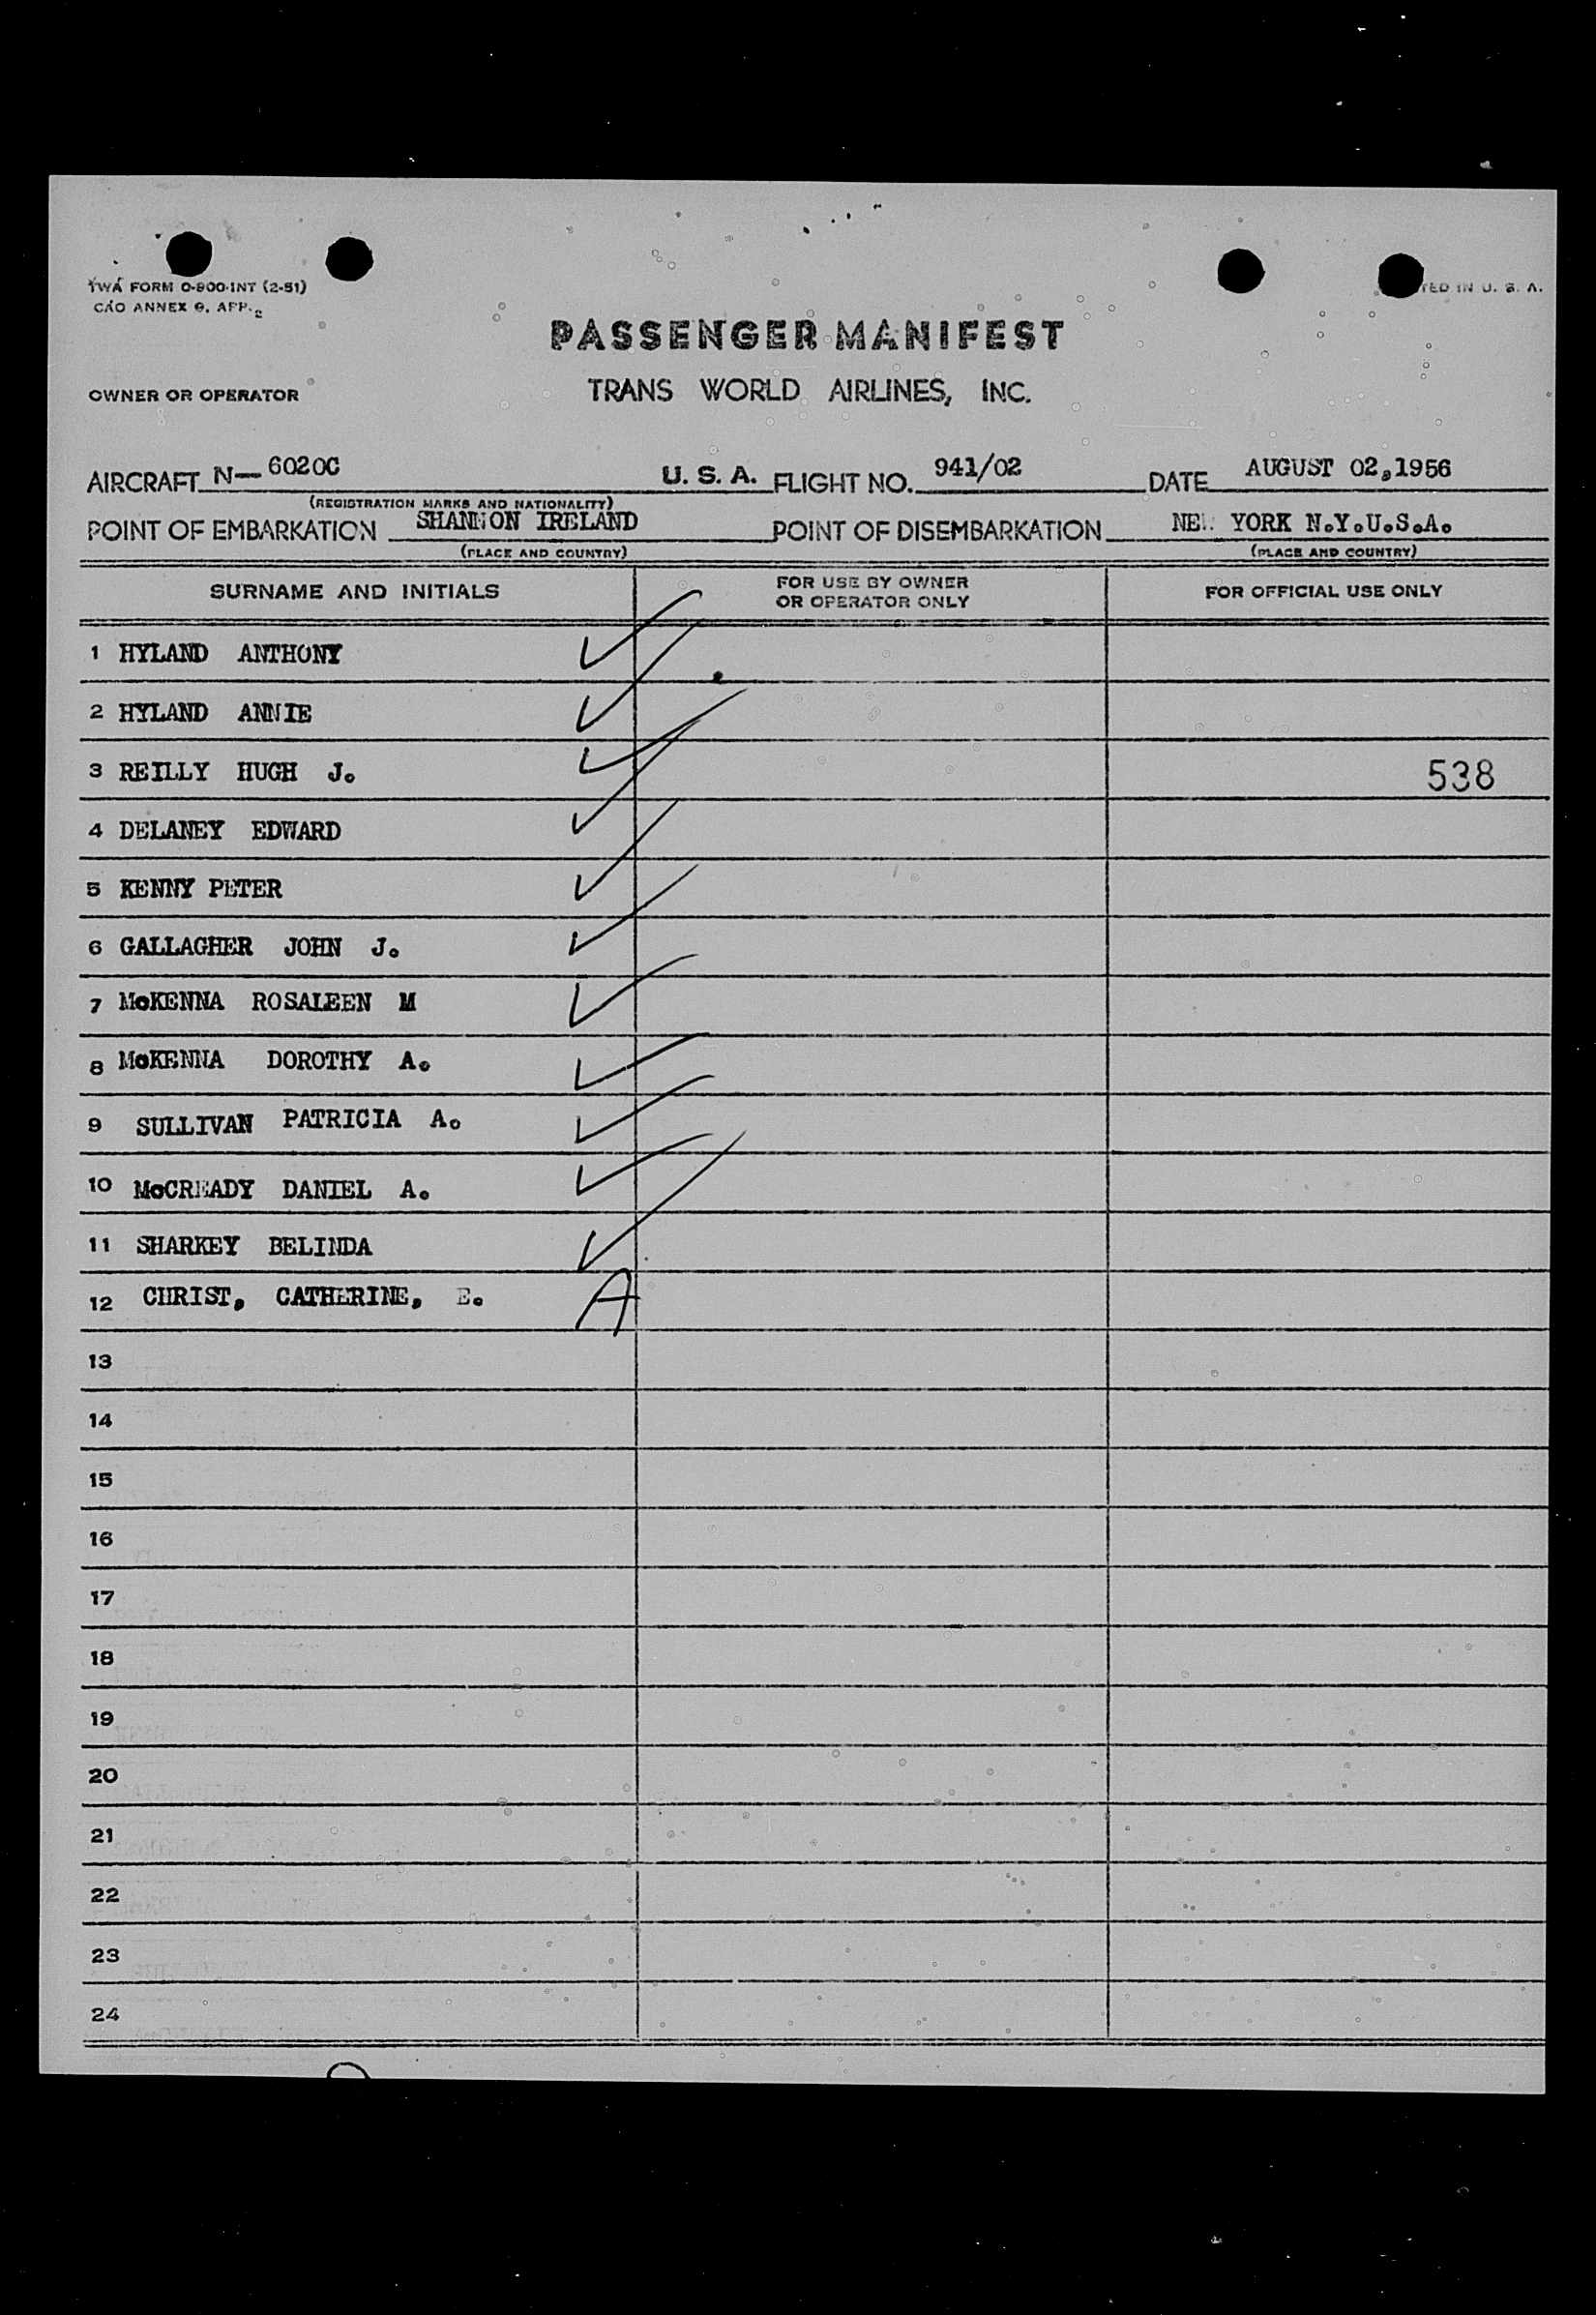 TWA FORM O-900-INT (2-51)
CAO ANNEX 9, APP. 2
TED IN U. S. A.
PASSENGER MANIFEST
OWNER OR OPERATOR TRANS WORLD AIRLINES, INC.
AIRCRAFT N— 6020C U. S. A. FLIGHT NO. 941/02 DATE AUGUST 02,1956
(REGISTRATION MARKS AND NATIONALITY)
POINT OF EMBARKATION SHANNON IRELAND POINT OF DISEMBARKATION NEW YORK N.Y.U.S.A.
(PLACE AND COUNTRY) (PLACE AND COUNTRY)
SURNAME AND INITIALS FOR USE BY OWNER OR OPERATOR ONLY FOR OFFICIAL USE ONLY
1 HYLAND ANTHONY
2 HYLAND ANNIE
3 REILLY HUGH J. 538
4 DELANEY EDWARD
5 KENNY PETER
6 GALLAGHER JOHN J.
7 McKENNA ROSALEEN M
8 McKENNA DOROTHY A.
9 SULLIVAN PATRICIA A.
10 McCREADY DANIEL A.
11 SHARKEY BELINDA
12 CHRIST, CATHERINE, E. A
13
14
15
16
17
18
19
20
21
22
23
24